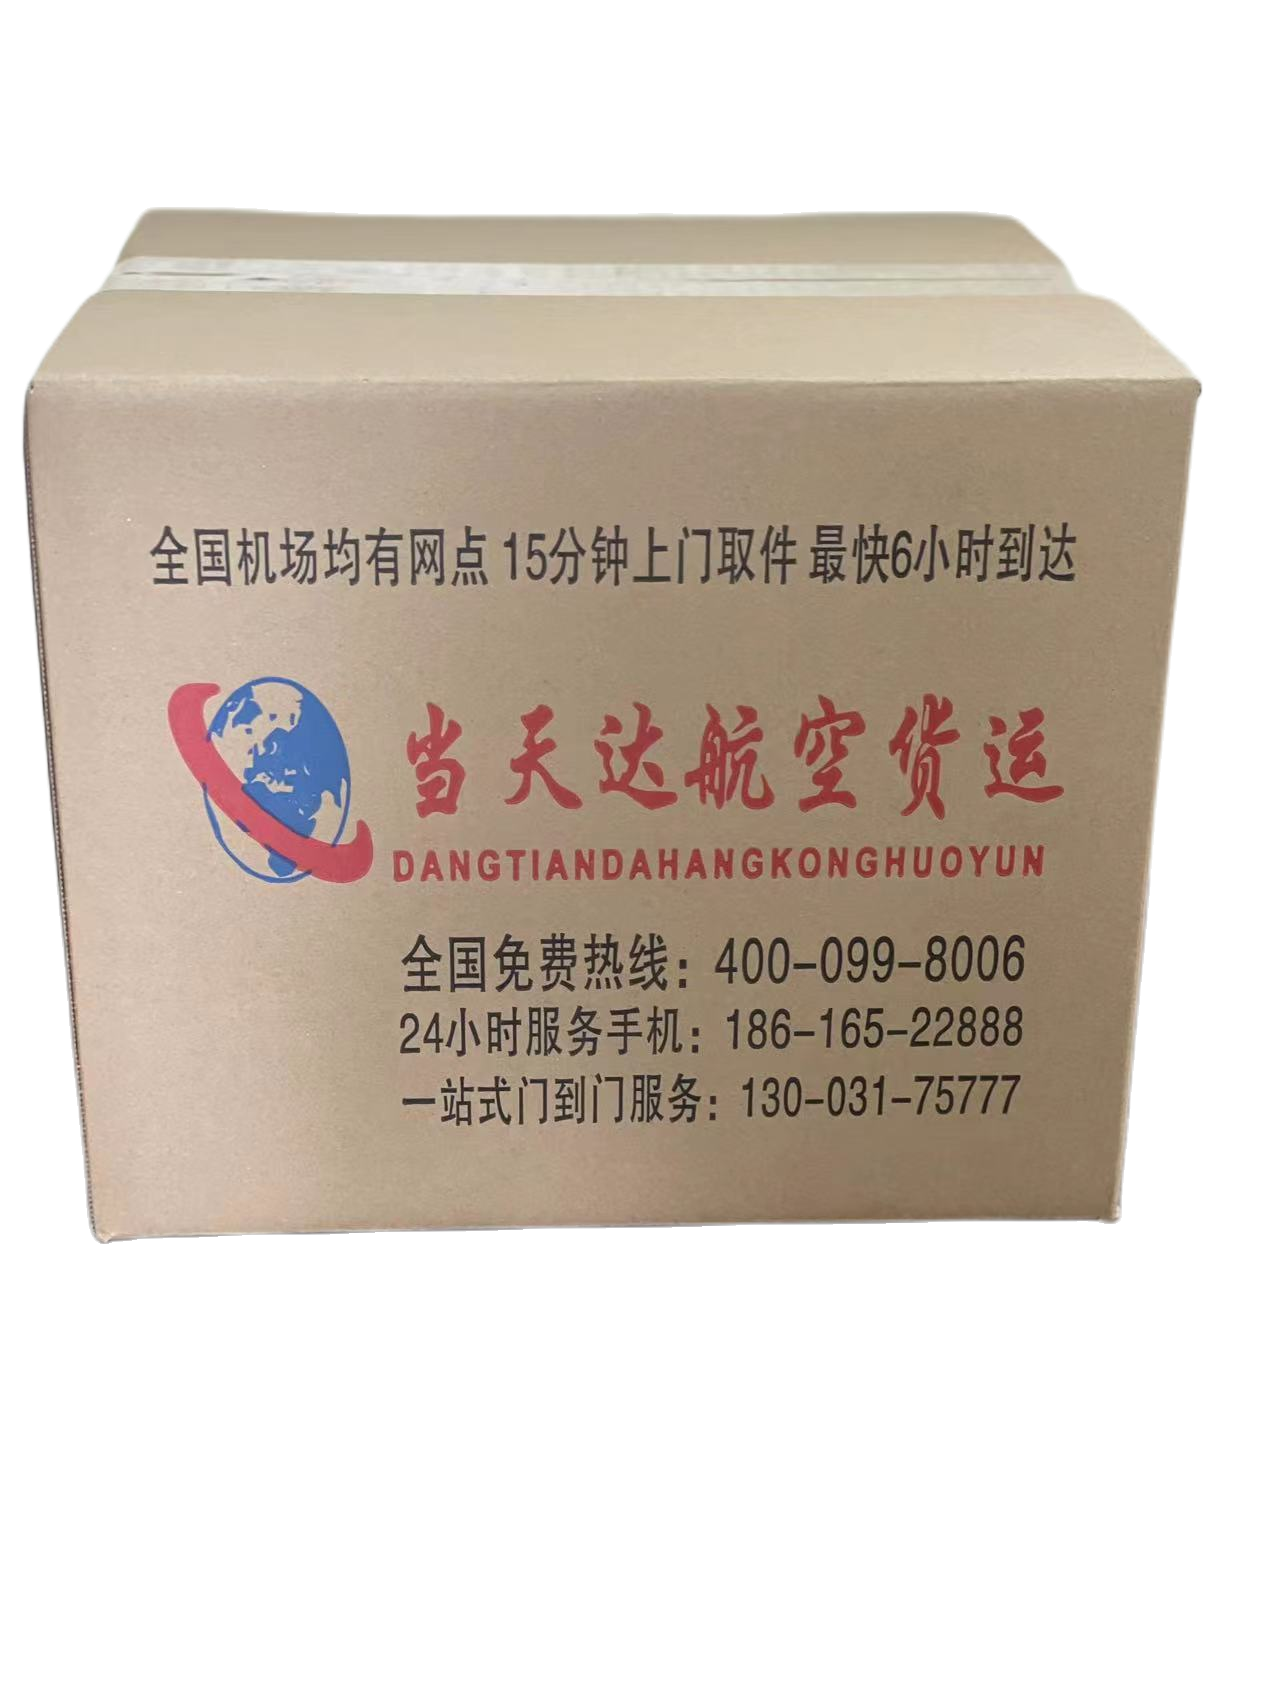 全国机场均有网点 15分钟上门取件 最快6小时到达
当天达航空货运
DANGTIANDAHANGKONGHUOYUN
全国免费热线：400-099-8006
24小时服务手机：186-165-22888
一站式门到门服务：130-031-75777